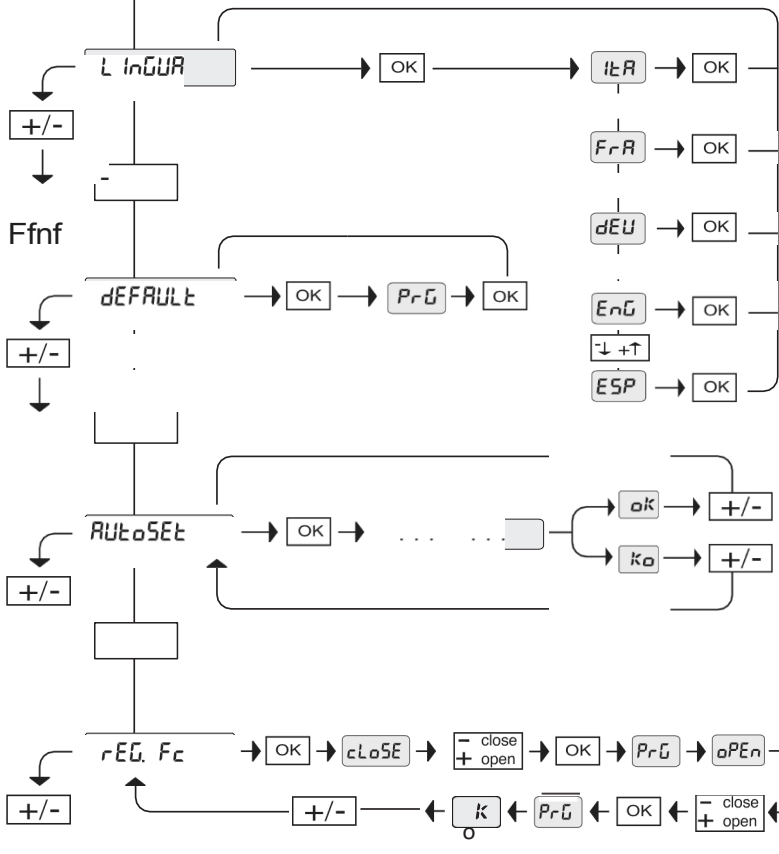 LInGUA OK ItA OK
+/-
FrA OK
-
dEU OK
Ffnf
dEFAULt OK PrG OK EnG OK
+/- -↓ +↑
ESP OK
oK +/-
AUtoSEt OK ... ...
Ko +/-
+/-
rEG. Fc OK cLoSE - close OK PrG oPEn
+ open
+/- +/- K PrG OK - close
o + open